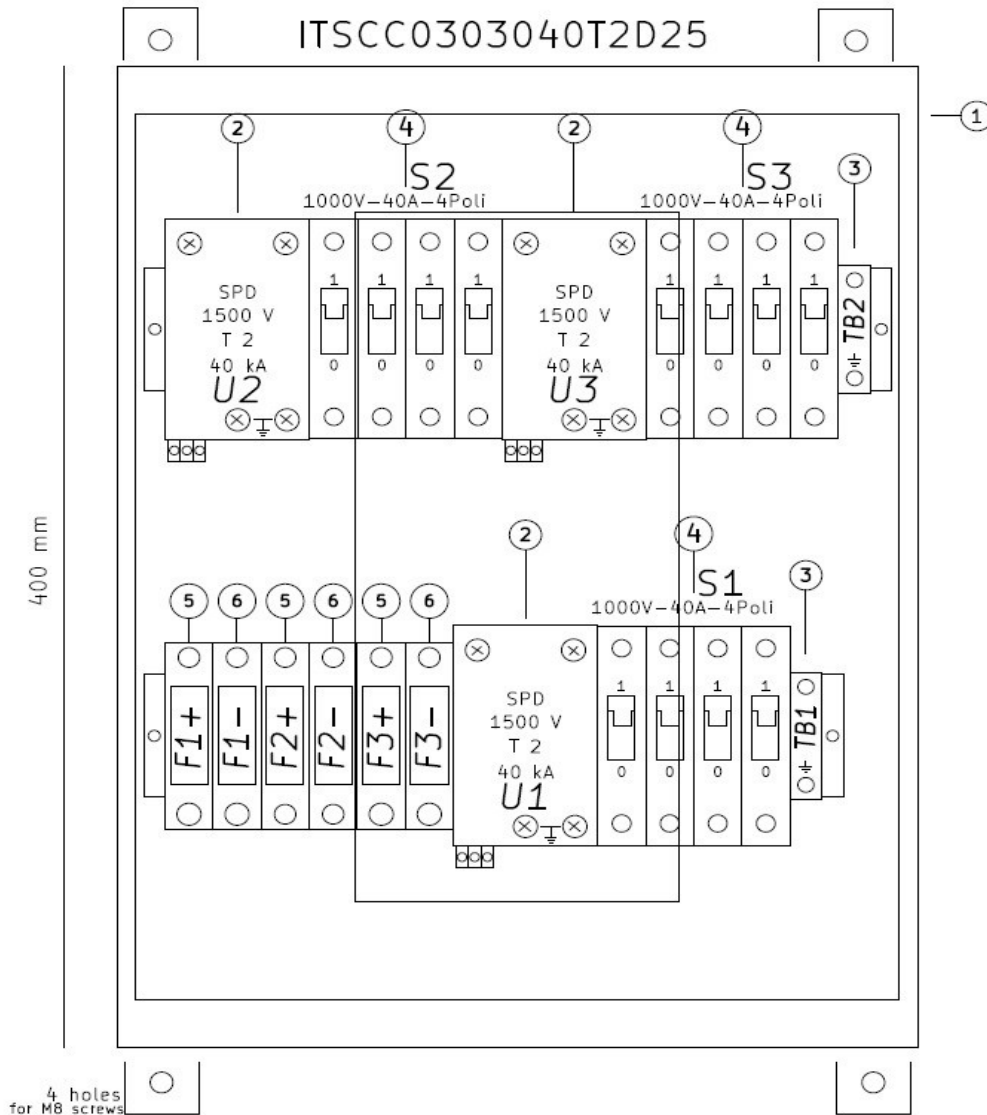 ITSCC0303040T2D25
1
2
4
2
4
3
S2
S3
1000V-40A-4Poli
1000V-40A-4Poli
SPD
1500 V
T 2
40 kA
U2
1 1 1 1
0 0 0 0
SPD
1500 V
T 2
40 kA
U3
1 1 1 1
0 0 0 0
TB2
400 mm
2
4
3
5 6 5 6 5 6
S1
1000V-40A-4Poli
F1+ F1- F2+ F2- F3+ F3-
SPD
1500 V
T 2
40 kA
U1
1 1 1 1
0 0 0 0
TB1
4 holes
for M8 screws